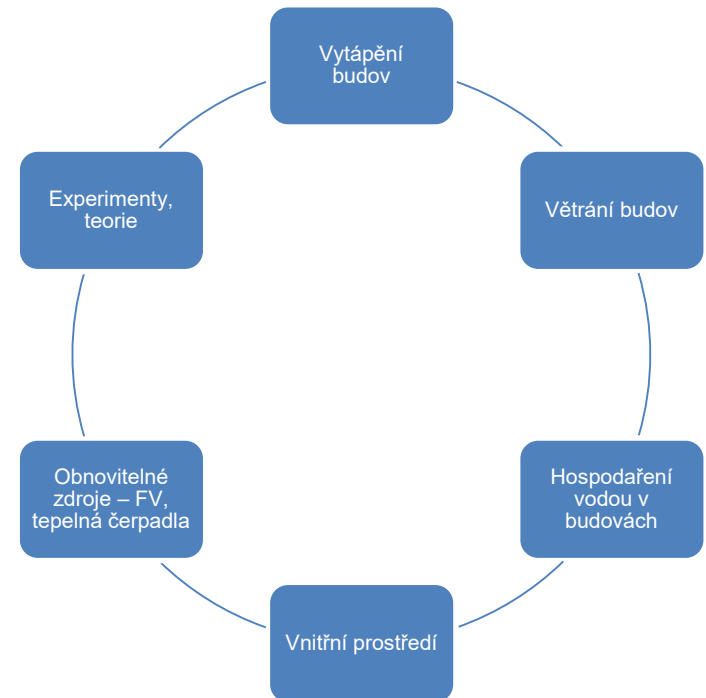 Vytápění
budov
Větrání budov
Hospodaření
vodou v
budovách
Vnitřní prostředí
Obnovitelné
zdroje – FV,
tepelná čerpadla
Experimenty,
teorie